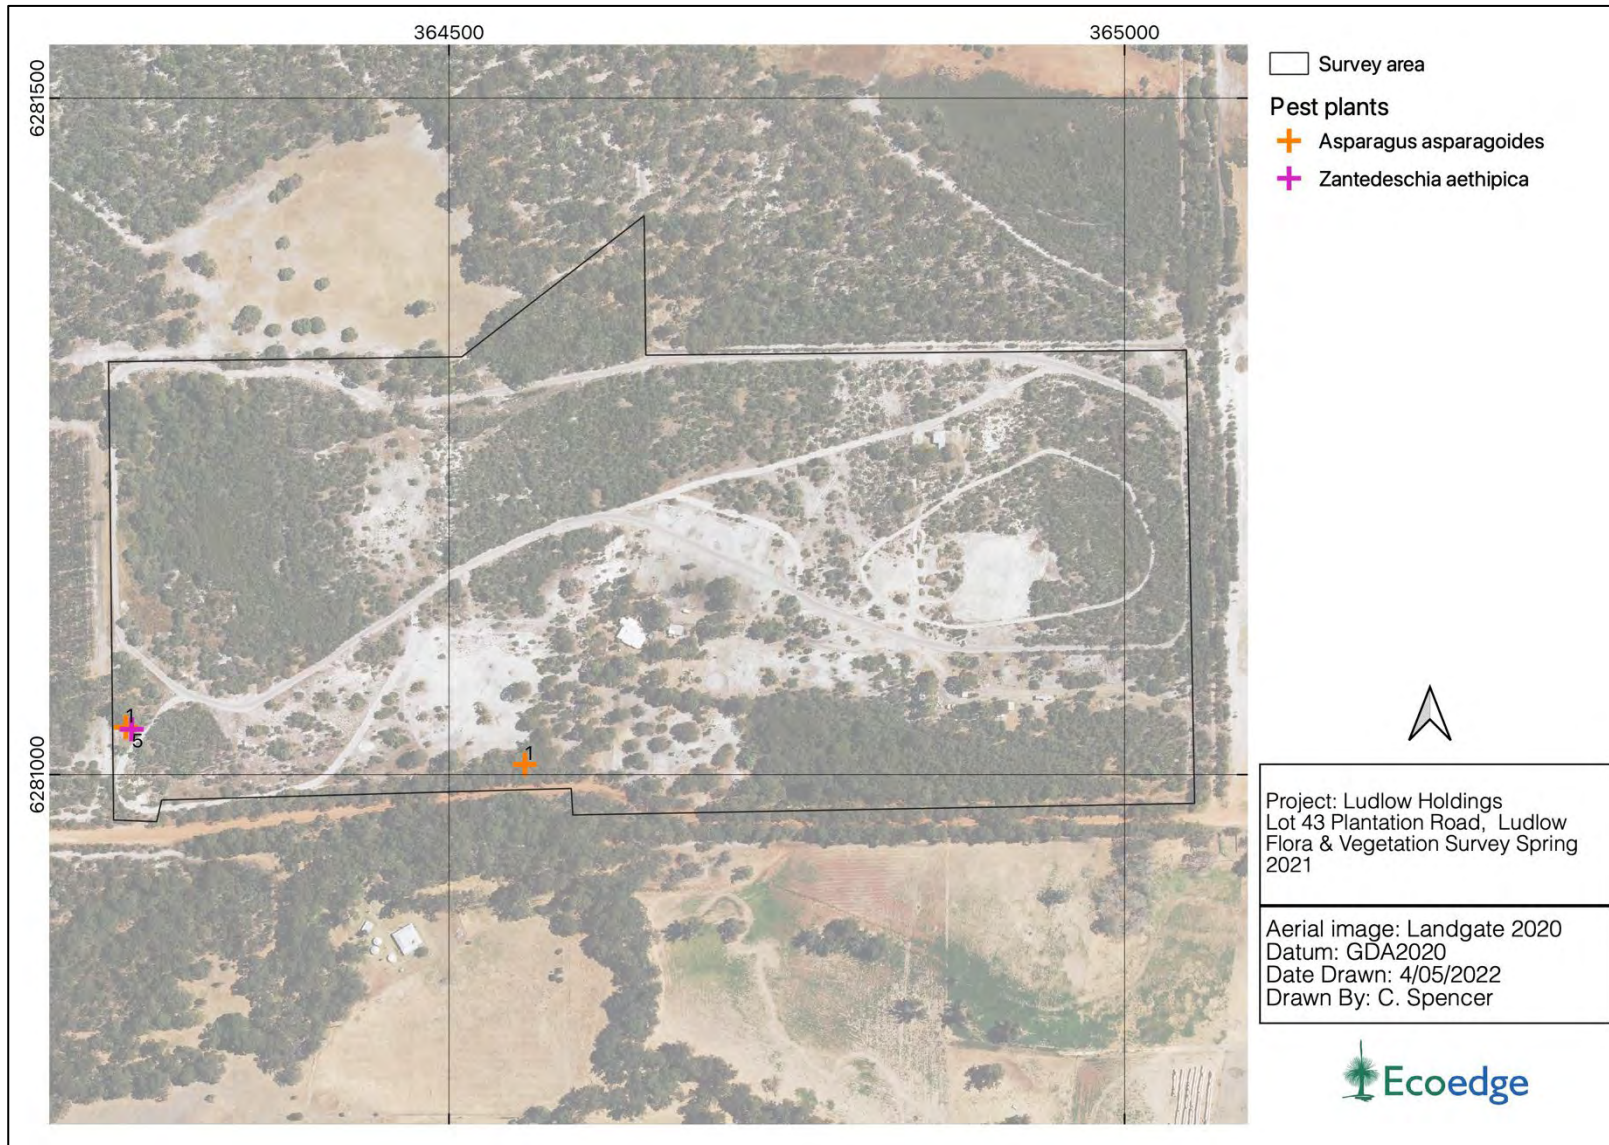 364500
365000
6281500
6281000
1
5
1
Survey area
Pest plants
Asparagus asparagoides
Zantedeschia aethipica
Project: Ludlow Holdings
Lot 43 Plantation Road, Ludlow
Flora & Vegetation Survey Spring
2021
Aerial image: Landgate 2020
Datum: GDA2020
Date Drawn: 4/05/2022
Drawn By: C. Spencer
Ecoedge